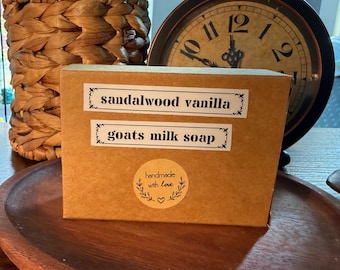 sandalwood vanilla
goats milk soap
handmade
with love